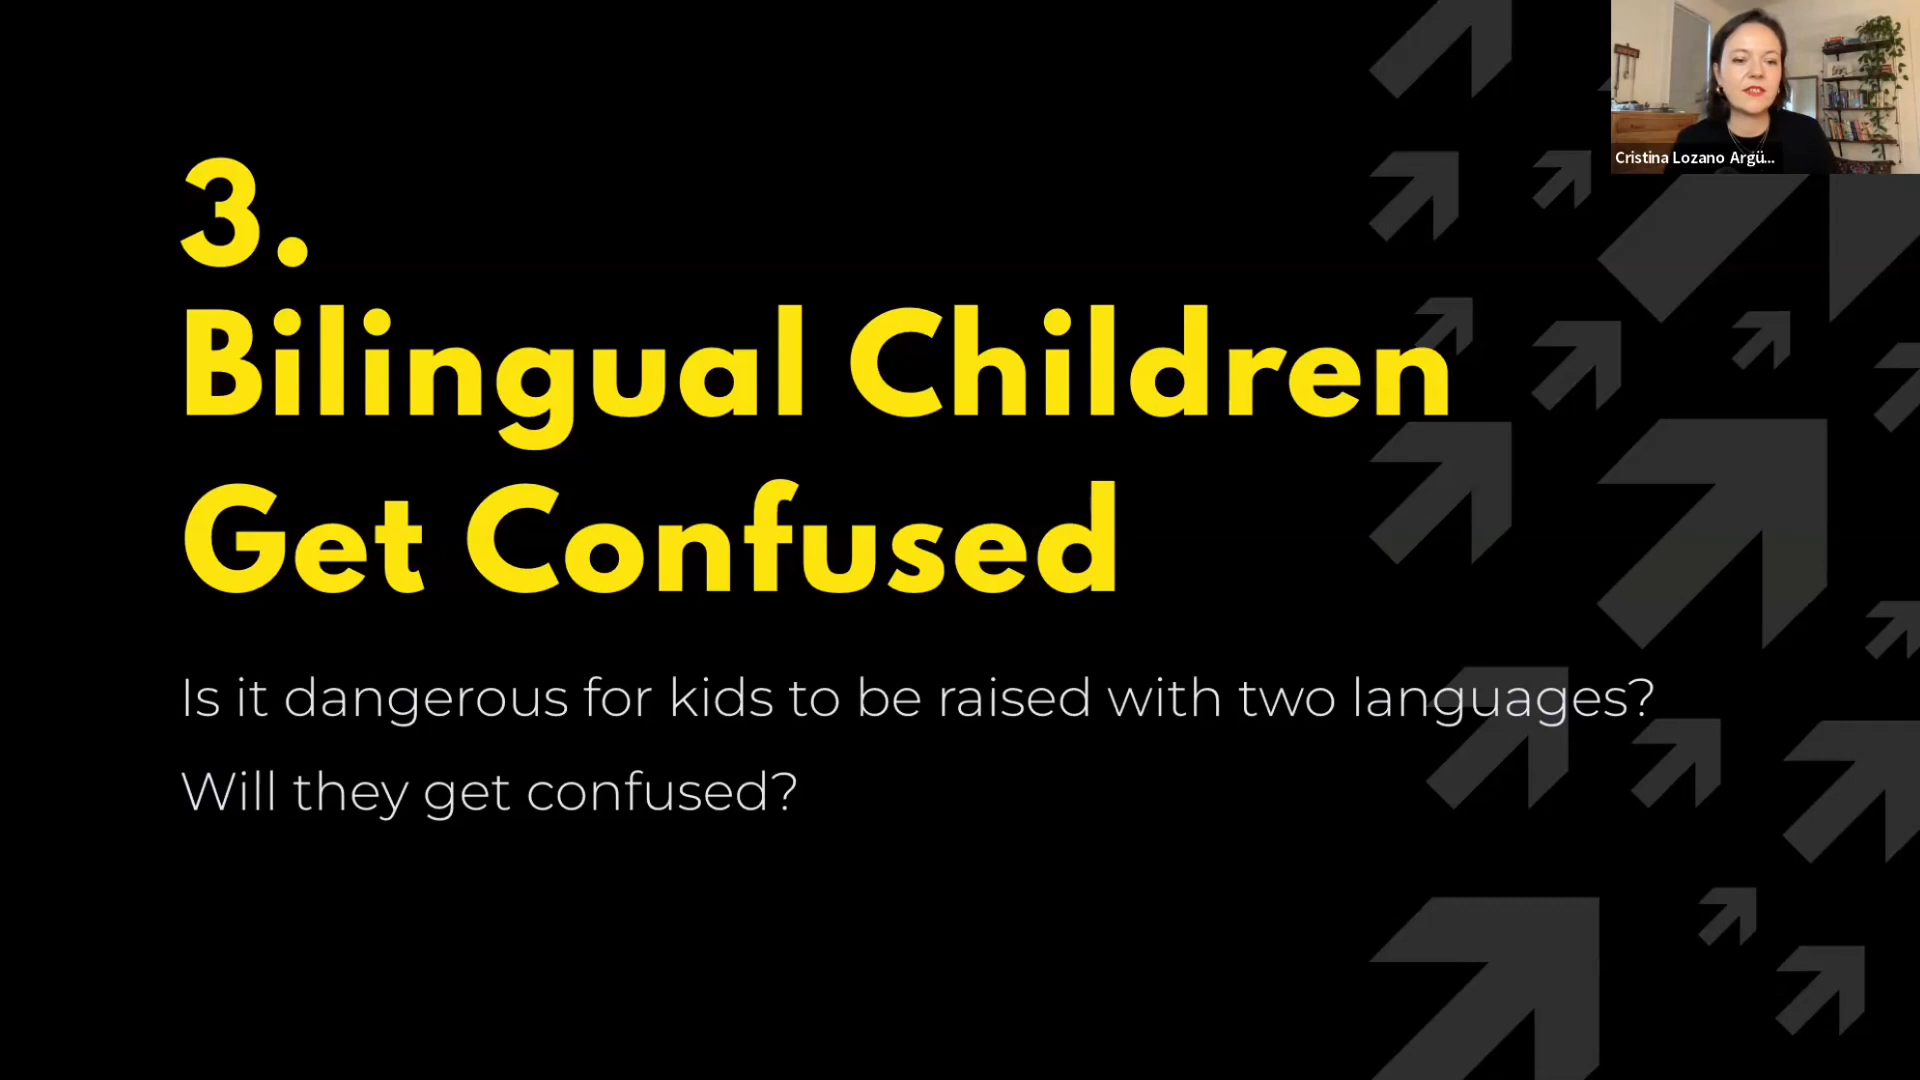 3.
Bilingual Children
Get Confused
Is it dangerous for kids to be raised with two languages?
Will they get confused?
Cristina Lozano Argü...